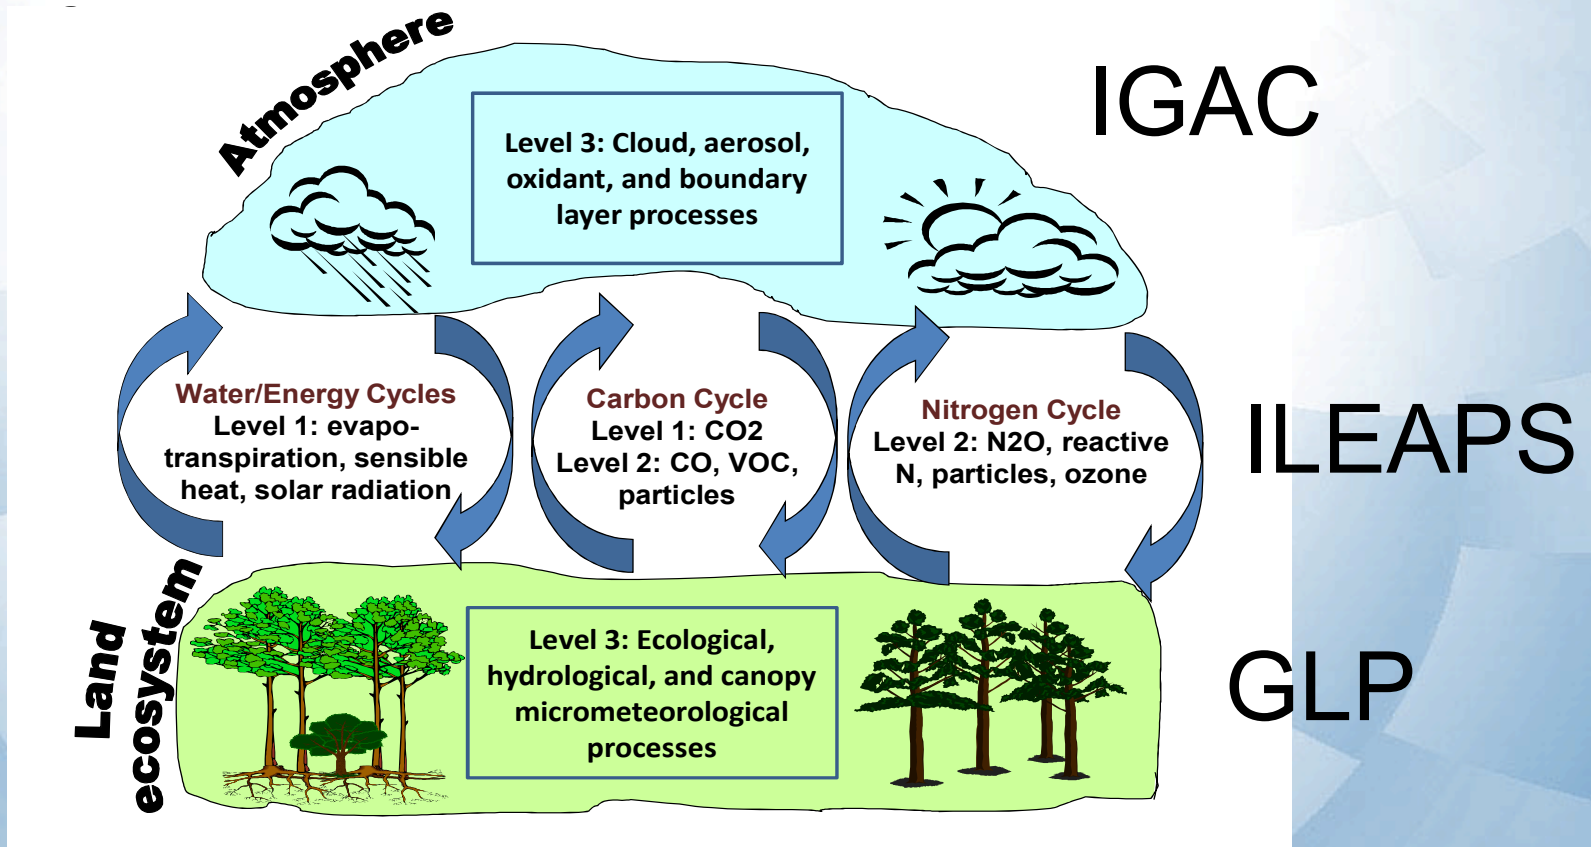 Atmosphere
IGAC
Level 3: Cloud, aerosol,
oxidant, and boundary
layer processes
Water/Energy Cycles
Level 1: evapo-
transpiration, sensible
heat, solar radiation
Carbon Cycle
Level 1: CO2
Level 2: CO, VOC,
particles
Nitrogen Cycle
Level 2: N2O, reactive
N, particles, ozone
ILEAPS
Land
ecosystem
Level 3: Ecological,
hydrological, and canopy
micrometeorological
processes
GLP